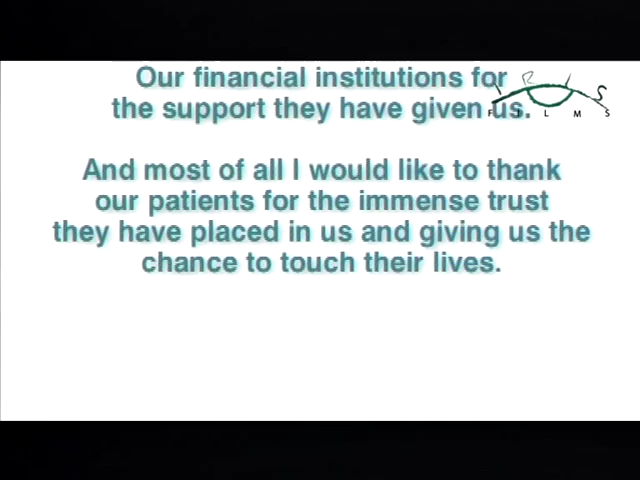 Our financial institutions for
the support they have given us.
And most of all I would like to thank
our patients for the immense trust
they have placed in us and giving us the
chance to touch their lives.
IRIS
FILMS